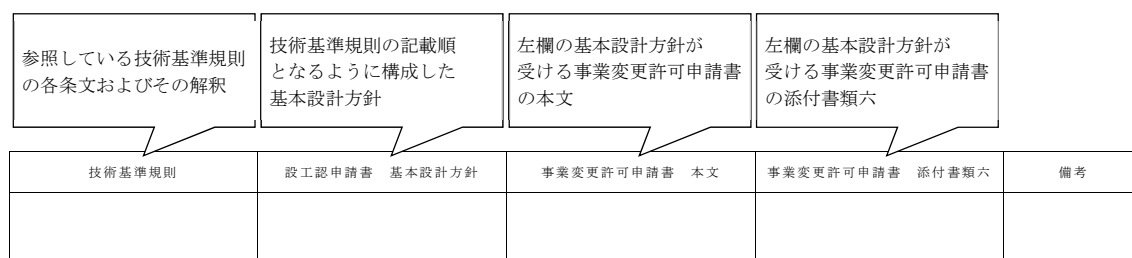 参照している技術基準規則
の各条文およびその解釈
技術基準規則の記載順
となるように構成した
基本設計方針
左欄の基本設計方針が
受ける事業変更許可申請書
の本文
左欄の基本設計方針が
受ける事業変更許可申請書
の添付書類六
技術基準規則
設工認申請書 基本設計方針
事業変更許可申請書 本文
事業変更許可申請書 添付書類六
備考